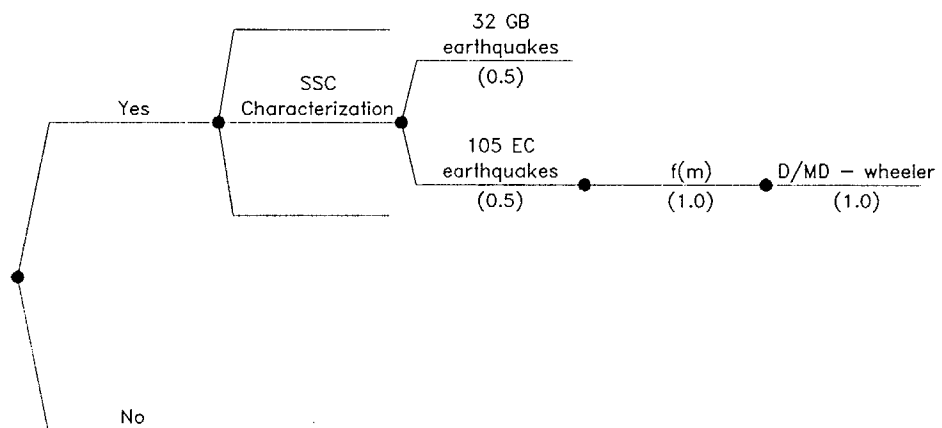 Yes
SSC
Characterization
32 GB
earthquakes
(0.5)
105 EC
earthquakes
(0.5)
f(m)
(1.0)
D/MD – wheeler
(1.0)
No